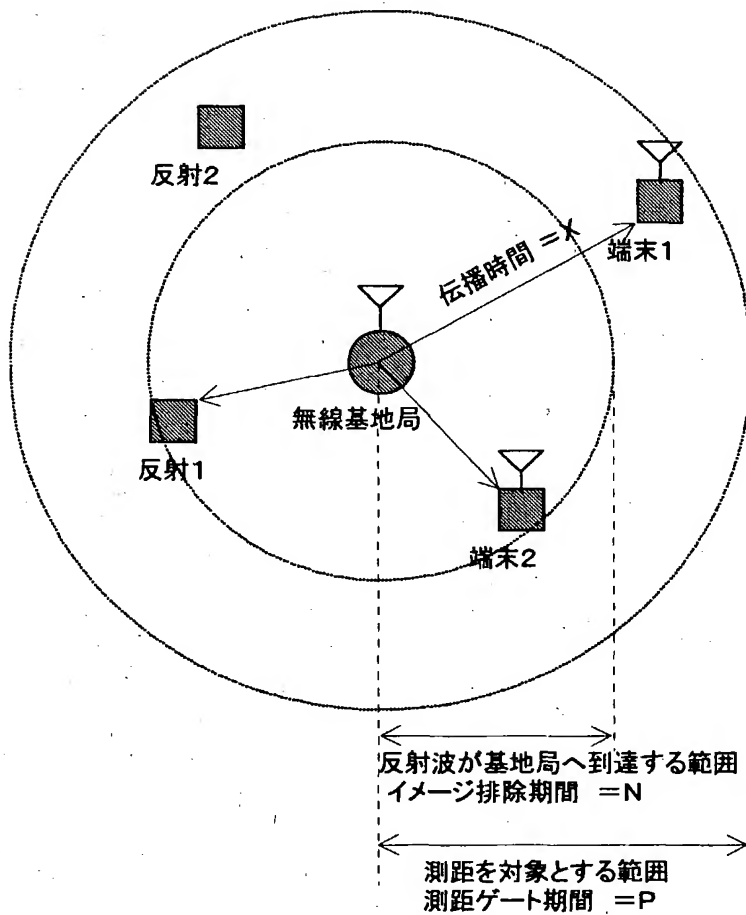 反射2
端末1
伝播時間 =X
無線基地局
反射1
端末2
反射波が基地局へ到達する範囲
イメージ排除期間 =N
測距を対象とする範囲
測距ゲート期間 =P